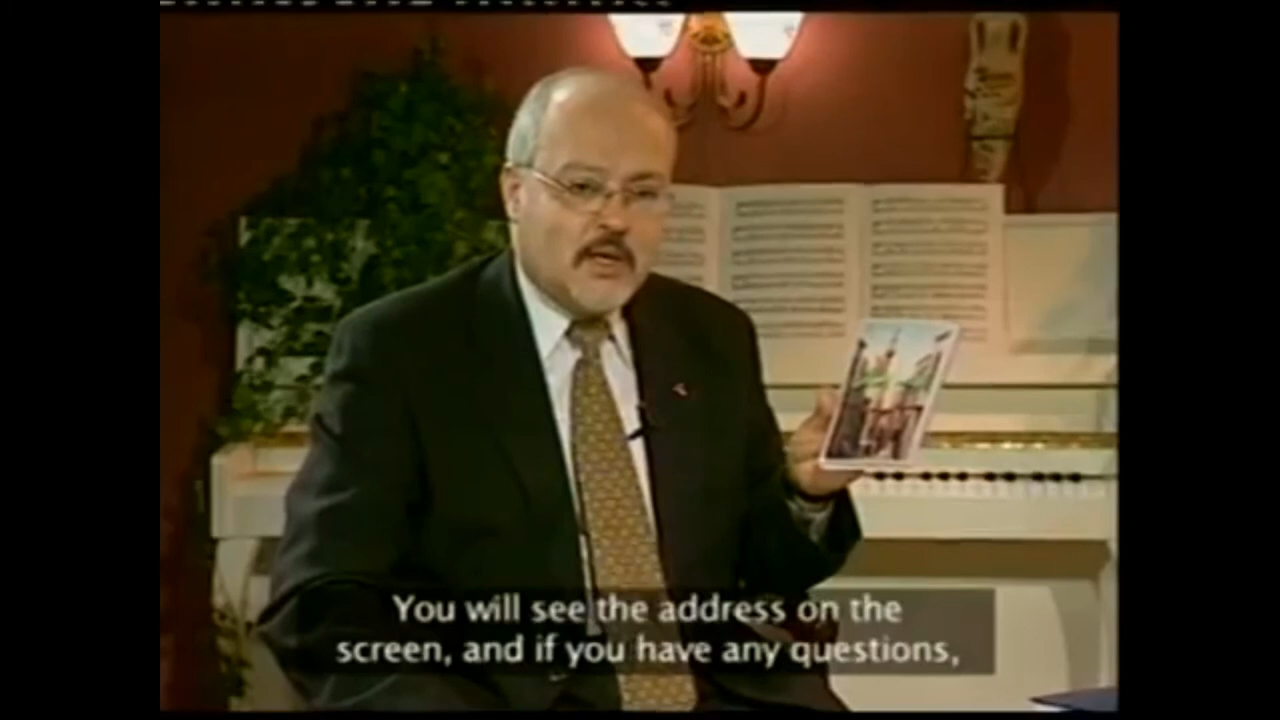 You will see the address on the
screen, and if you have any questions,